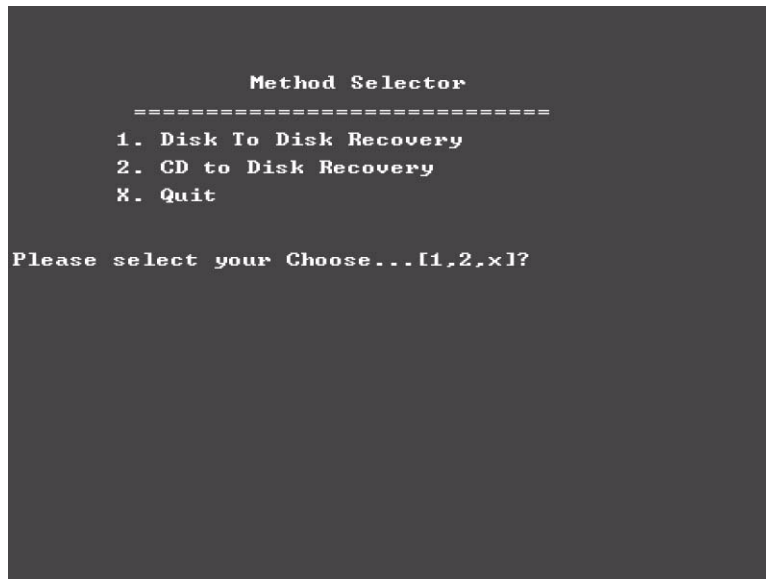 Method Selector
=============================
1. Disk To Disk Recovery
2. CD to Disk Recovery
X. Quit
Please select your Choose...[1,2,x]?